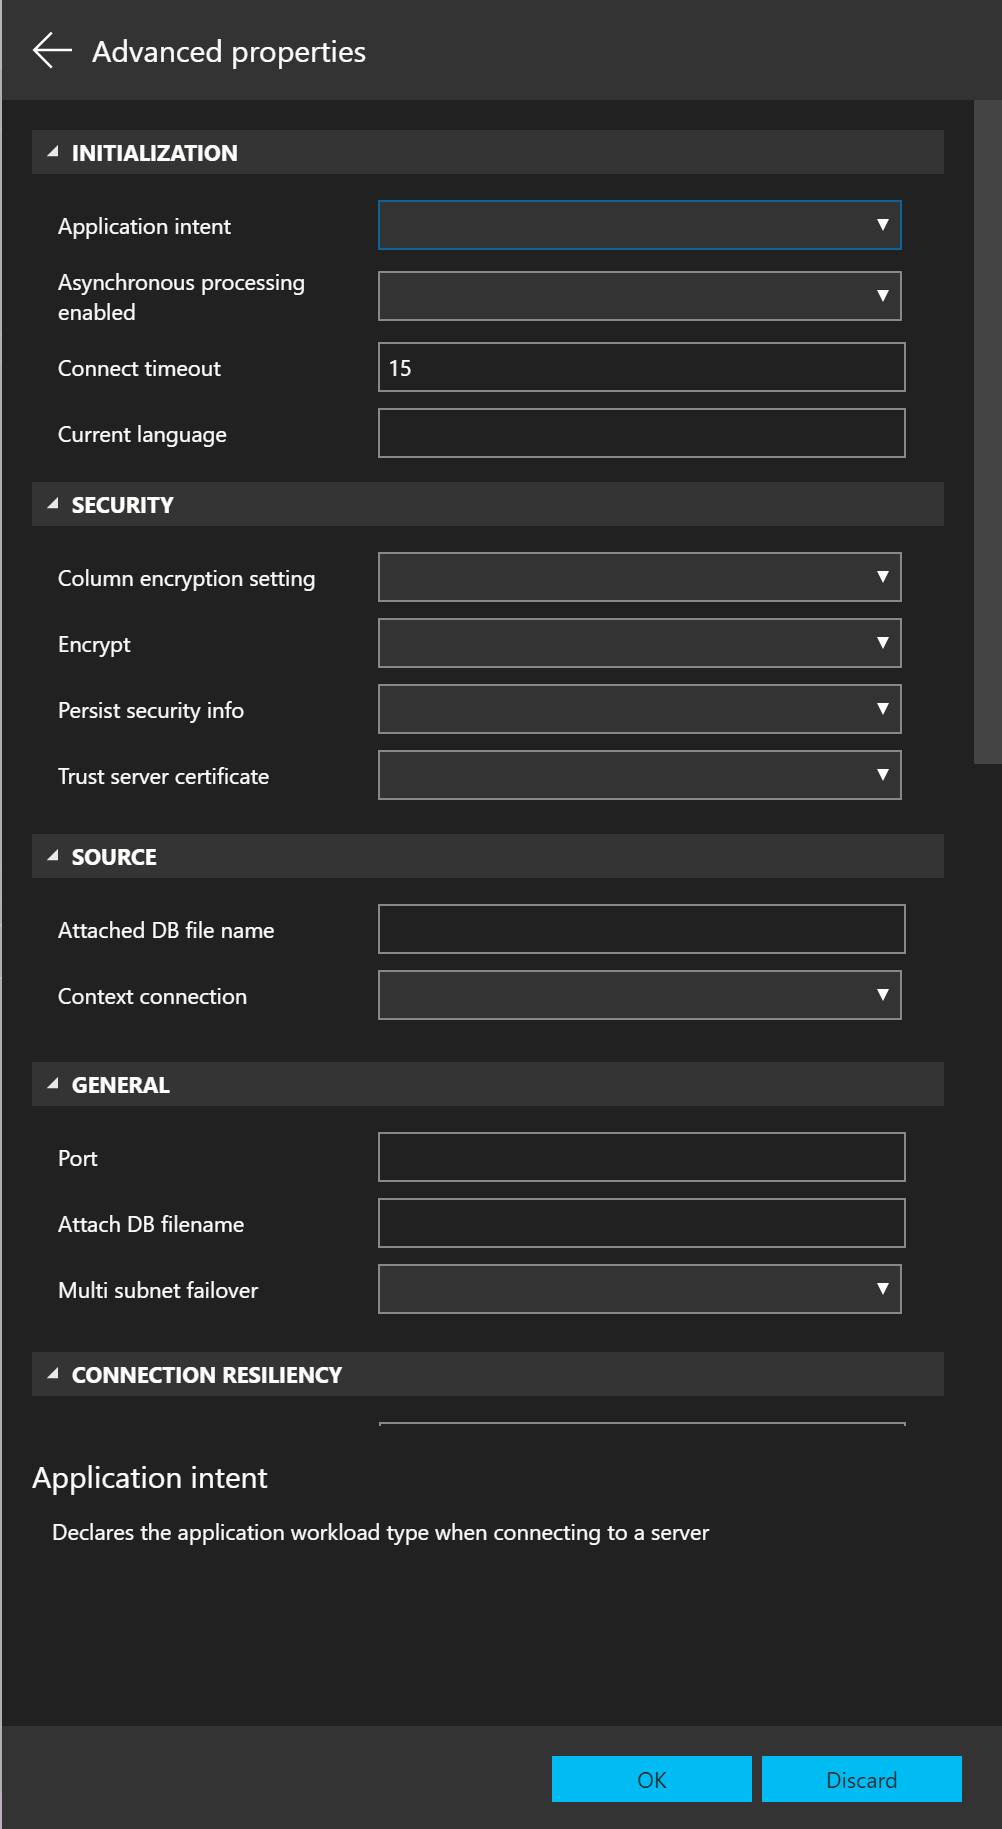 Advanced properties
INITIALIZATION
Application intent
Asynchronous processing
enabled
Connect timeout
15
Current language
SECURITY
Column encryption setting
Encrypt
Persist security info
Trust server certificate
SOURCE
Attached DB file name
Context connection
GENERAL
Port
Attach DB filename
Multi subnet failover
CONNECTION RESILIENCY
Application intent
Declares the application workload type when connecting to a server
OK
Discard